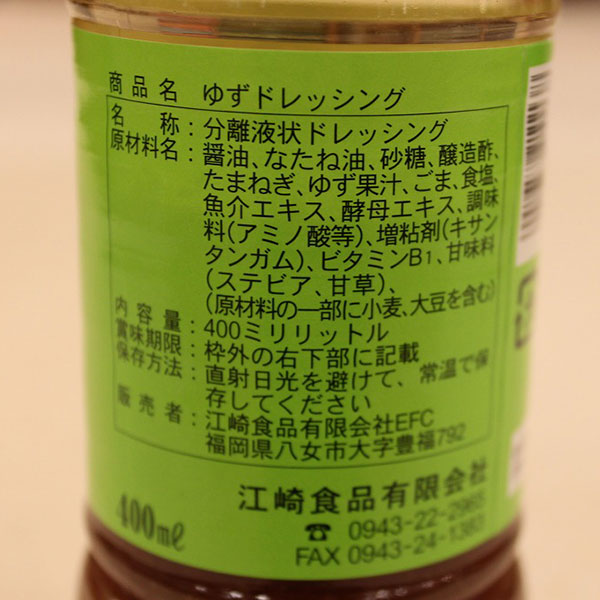 商品名 ゆずドレッシング
名称：分離液状ドレッシング
原材料名：醤油、なたね油、砂糖、醸造酢、
たまねぎ、ゆず果汁、ごま、食塩、
魚介エキス、酵母エキス、調味
料(アミノ酸等)、増粘剤(キサン
タンガム)、ビタミンB1、甘味料
(ステビア、甘草)、
(原材料の一部に小麦、大豆を含む)
内容量：400ミリリットル
賞味期限：枠外の右下部に記載
保存方法：直射日光を避けて、常温で保
存してください
販売者：江崎食品有限会社EFC
福岡県八女市大字豊福792
江崎食品有限会社
☎ 0943-22-2965
FAX 0943-24-1383
400mℓ